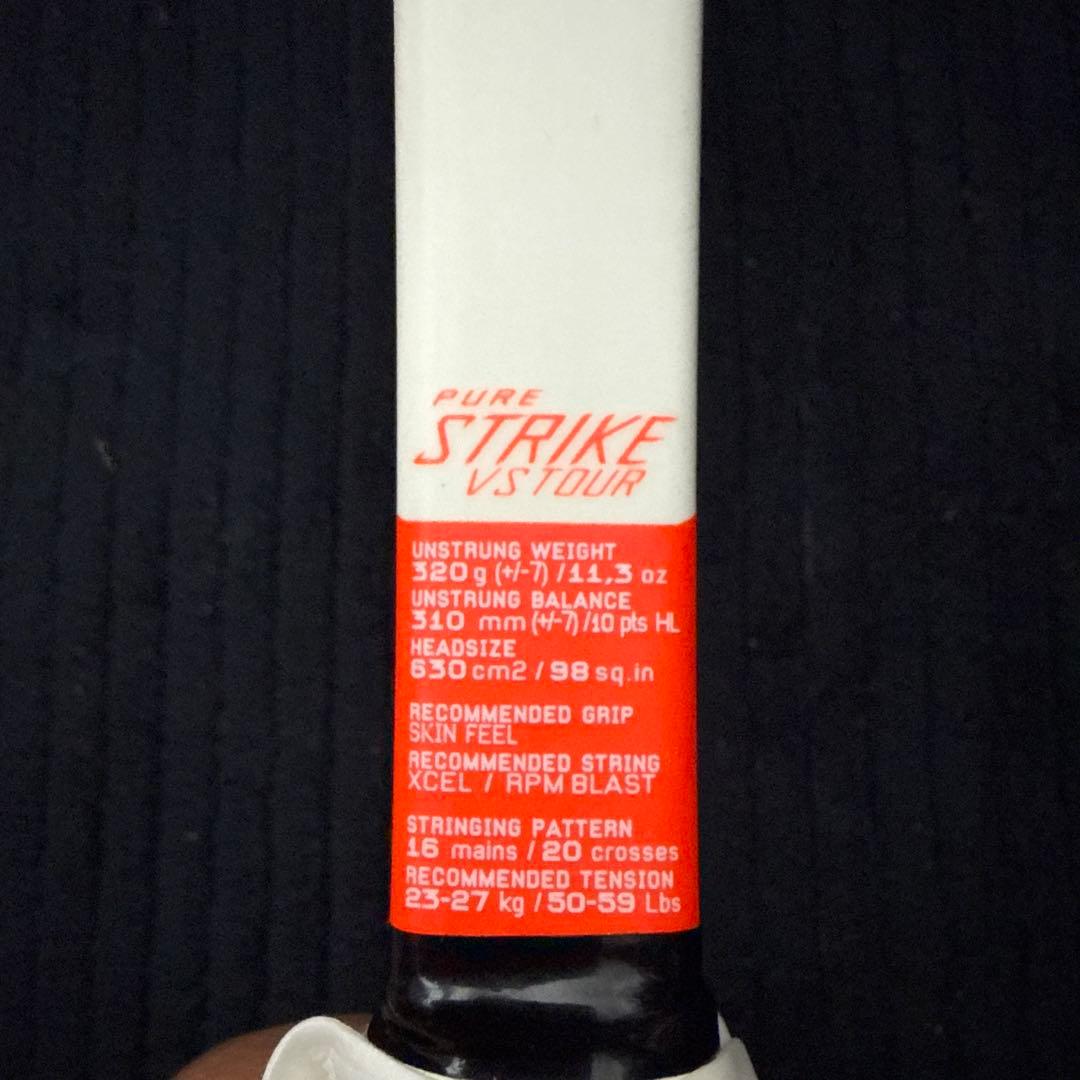 PURE
STRIKE
VS TOUR
UNSTRUNG WEIGHT
320 g (+/-7) / 11,3 oz
UNSTRUNG BALANCE
310 mm (+/-7) / 10 pts HL
HEADSIZE
630 cm2 / 98 sq.in
RECOMMENDED GRIP
SKIN FEEL
RECOMMENDED STRING
XCEL / RPM BLAST
STRINGING PATTERN
16 mains / 20 crosses
RECOMMENDED TENSION
23-27 kg / 50-59 Lbs